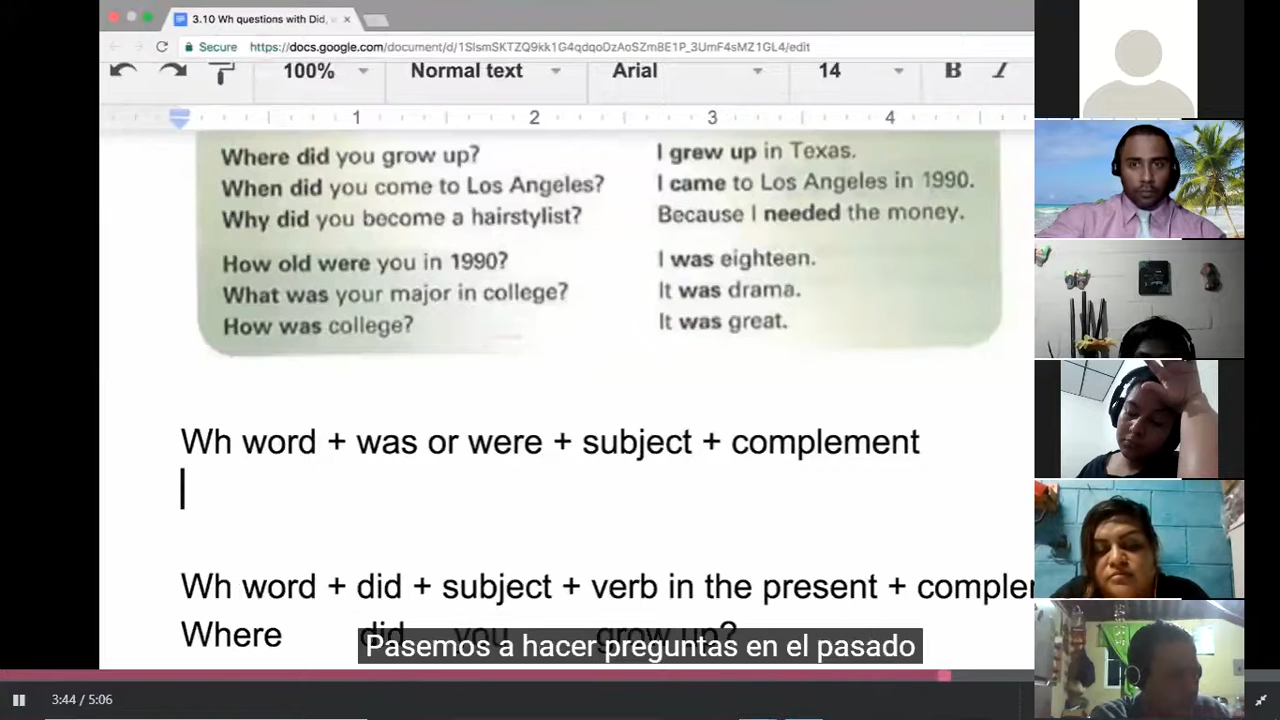 3.10 Wh questions with Did,
Secure https://docs.google.com/document/d/1SlsmSKTZQ9kk1G4qdqoDzAoSZm8E1P_3UmF4sMZ1GL4/edit
100% Normal text Arial 14 B I
1 2 3 4
Where did you grow up? I grew up in Texas.
When did you come to Los Angeles? I came to Los Angeles in 1990.
Why did you become a hairstylist? Because I needed the money.
How old were you in 1990? I was eighteen.
What was your major in college? It was drama.
How was college? It was great.
Wh word + was or were + subject + complement
Wh word + did + subject + verb in the present + complem
Where did you grow up?
Pasemos a hacer preguntas en el pasado
3:44 / 5:06